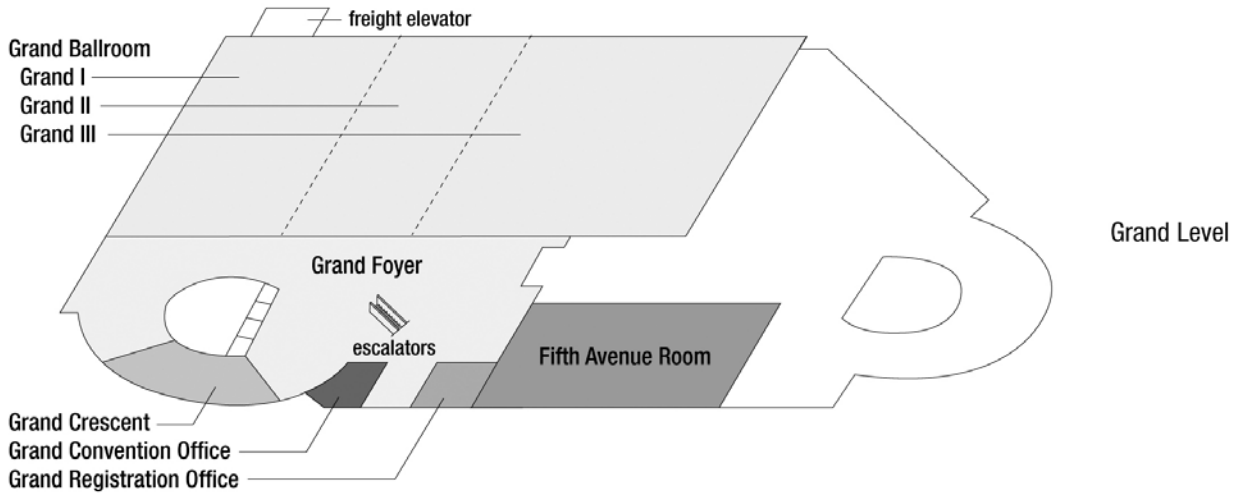 freight elevator
Grand Ballroom
Grand I
Grand II
Grand III
Grand Level
Grand Foyer
escalators
Fifth Avenue Room
Grand Crescent
Grand Convention Office
Grand Registration Office